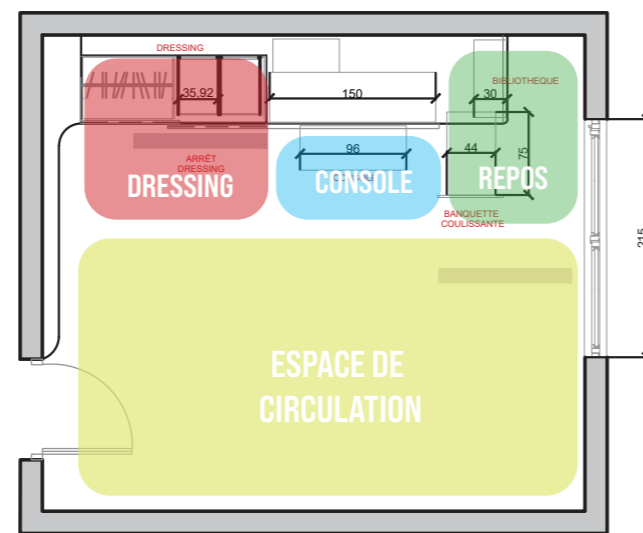 DRESSING
BIBLIOTHEQUE
35,92
150
30
96
44
75
ARRÊT
DRESSING
DRESSING
CONSOLE
REPOS
BANQUETTE
COULISSANTE
215
ESPACE DE
CIRCULATION